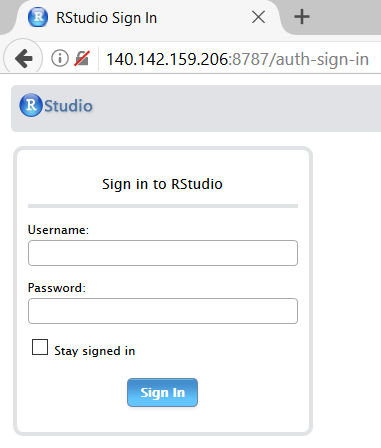 RStudio Sign In
140.142.159.206:8787/auth-sign-in
R Studio
Sign in to RStudio
Username:
Password:
Stay signed in
Sign In